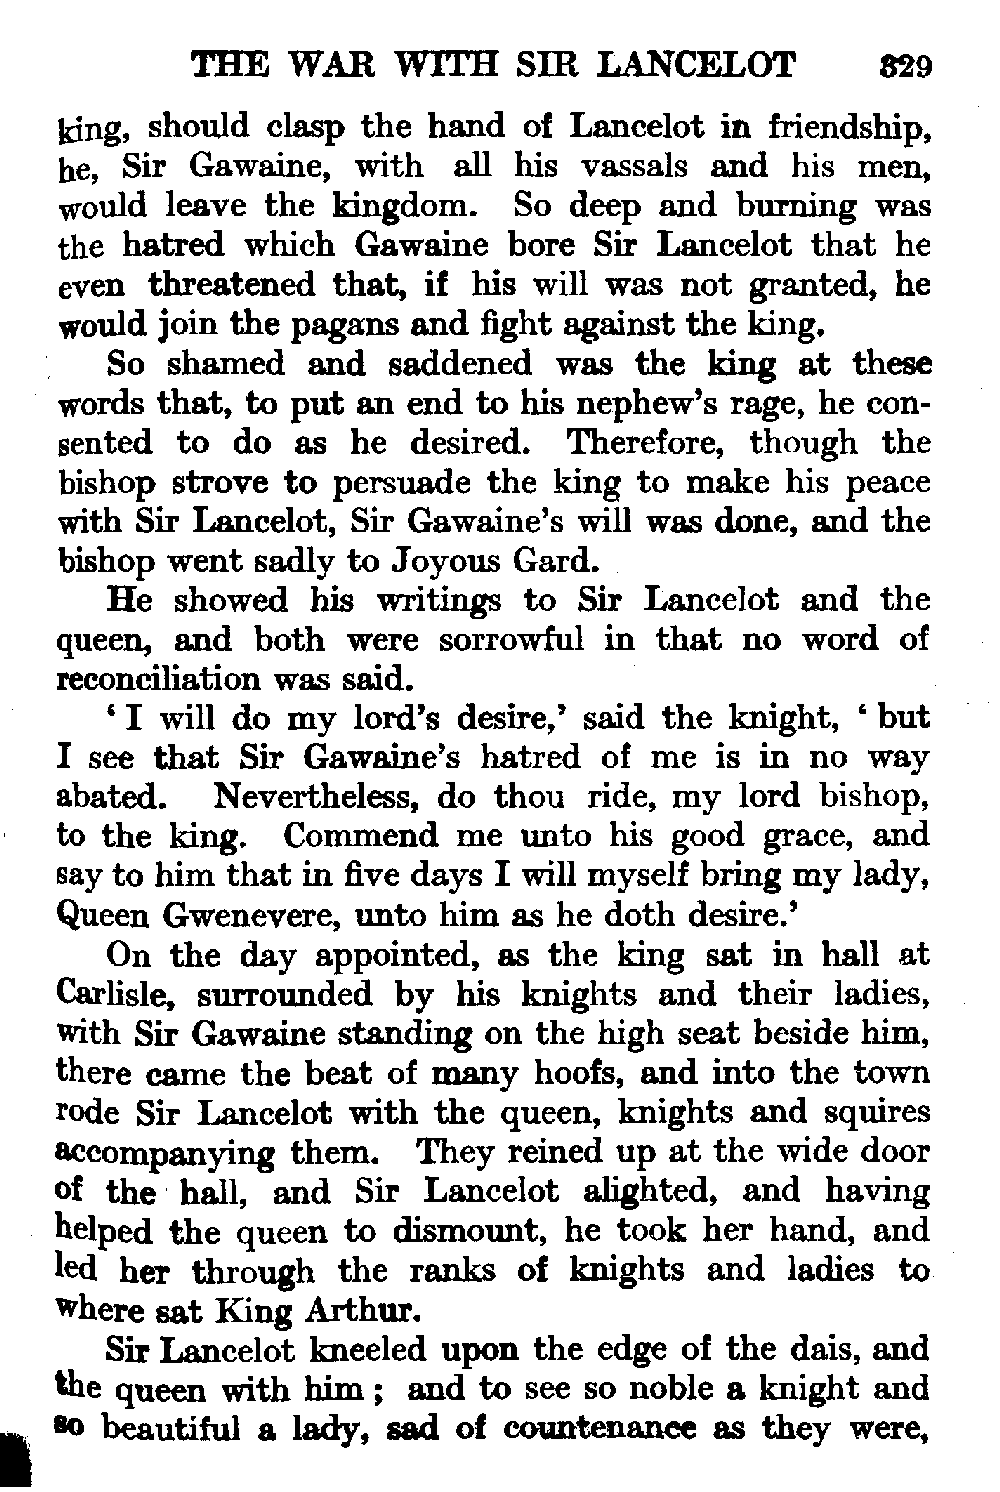 THE WAR WITH SIR LANCELOT 329
king, should clasp the hand of Lancelot in friendship,
he, Sir Gawaine, with all his vassals and his men,
would leave the kingdom. So deep and burning was
the hatred which Gawaine bore Sir Lancelot that he
even threatened that, if his will was not granted, he
would join the pagans and fight against the king.
So shamed and saddened was the king at these
words that, to put an end to his nephew's rage, he con-
sented to do as he desired. Therefore, though the
bishop strove to persuade the king to make his peace
with Sir Lancelot, Sir Gawaine's will was done, and the
bishop went sadly to Joyous Gard.
He showed his writings to Sir Lancelot and the
queen, and both were sorrowful in that no word of
reconciliation was said.
‘ I will do my lord's desire,’ said the knight, ‘ but
I see that Sir Gawaine's hatred of me is in no way
abated. Nevertheless, do thou ride, my lord bishop,
to the king. Commend me unto his good grace, and
say to him that in five days I will myself bring my lady,
Queen Gwenevere, unto him as he doth desire.’
On the day appointed, as the king sat in hall at
Carlisle, surrounded by his knights and their ladies,
with Sir Gawaine standing on the high seat beside him,
there came the beat of many hoofs, and into the town
rode Sir Lancelot with the queen, knights and squires
accompanying them. They reined up at the wide door
of the hall, and Sir Lancelot alighted, and having
helped the queen to dismount, he took her hand, and
led her through the ranks of knights and ladies to
where sat King Arthur.
Sir Lancelot kneeled upon the edge of the dais, and
the queen with him ; and to see so noble a knight and
so beautiful a lady, sad of countenance as they were,